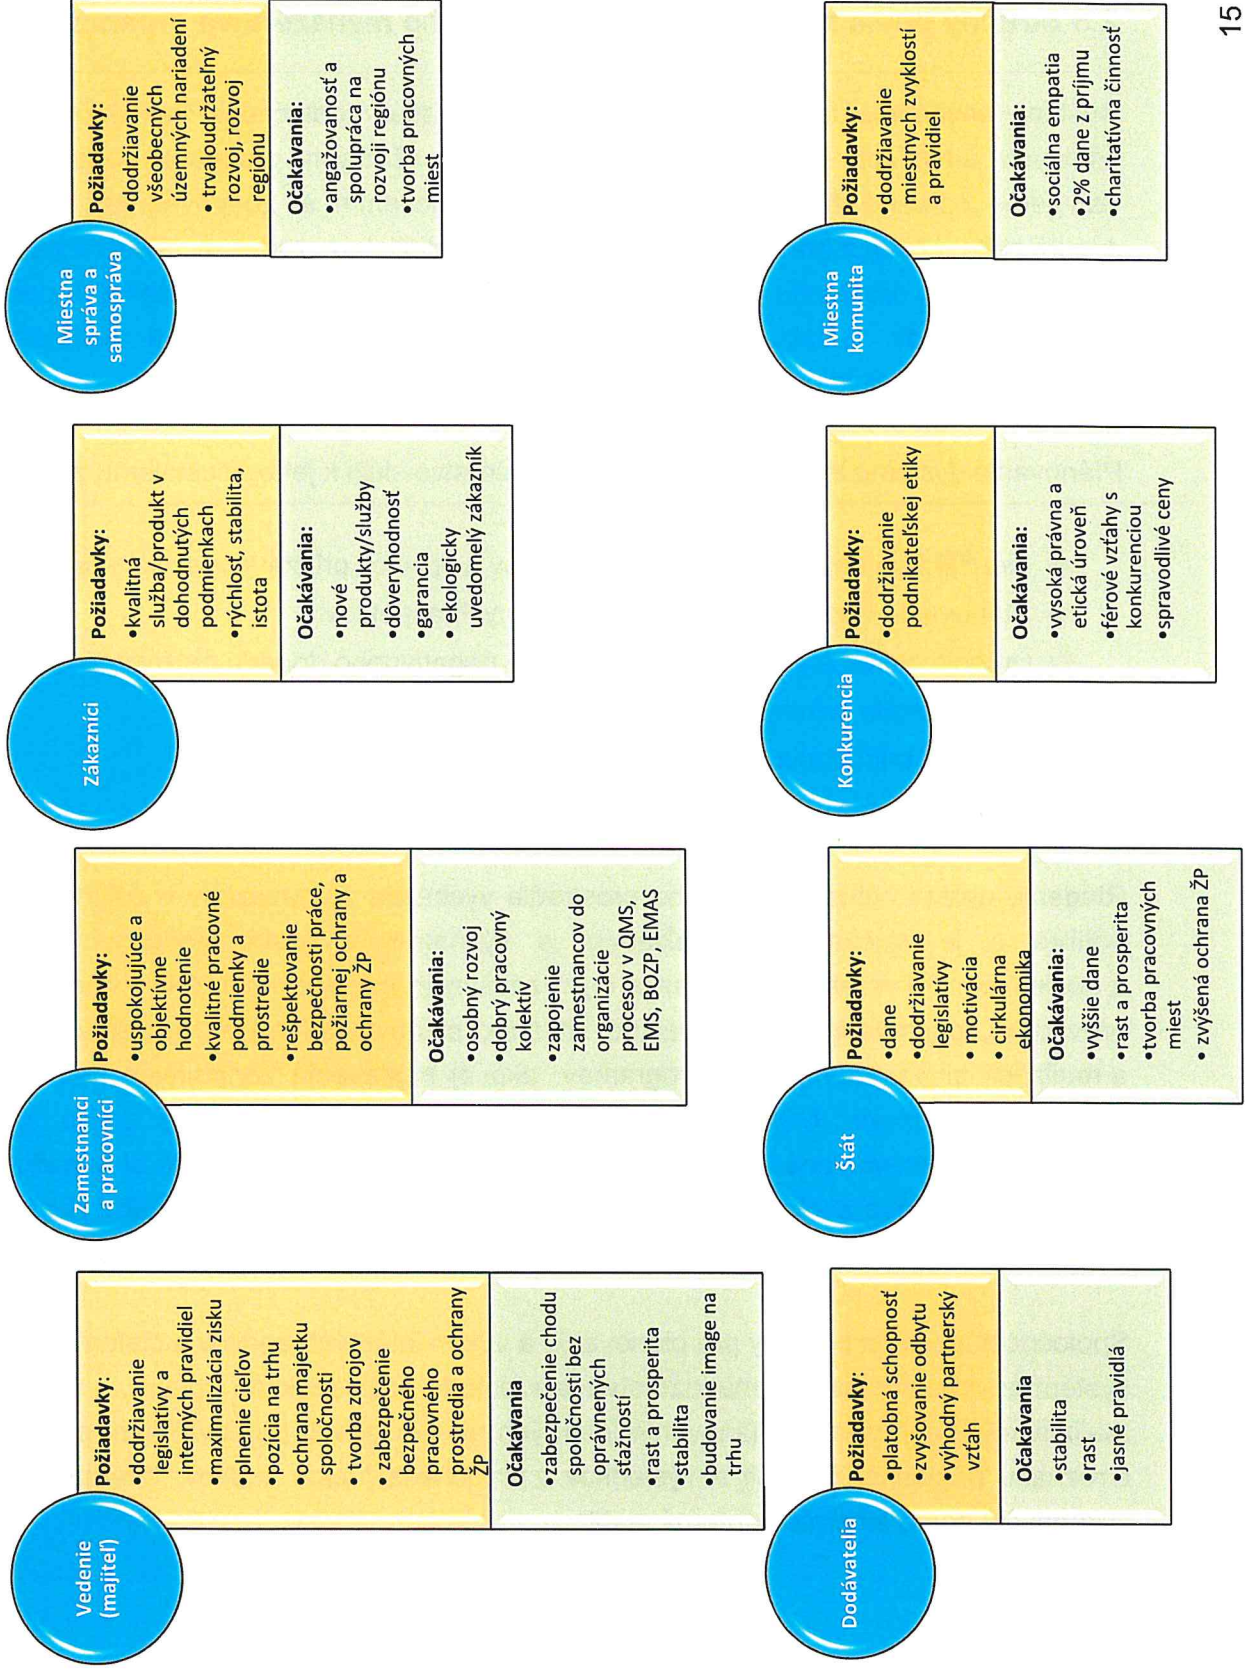 Vedenie
(majiteľ)
Požiadavky:
•dodržiavanie
legislatívy a
interných pravidiel
•maximalizácia zisku
•plnenie cieľov
•pozícia na trhu
•ochrana majetku
spoločnosti
• tvorba zdrojov
• zabezpečenie
bezpečného
pracovného
prostredia a ochrany
ŽP
Očakávania
•zabezpečenie chodu
spoločnosti bez
oprávnených
sťažností
•rast a prosperita
•stabilita
•budovanie image na
trhu
Zamestnanci
a pracovníci
Požiadavky:
•uspokojujúce a
objektívne
hodnotenie
•kvalitné pracovné
podmienky a
prostredie
•rešpektovanie
bezpečnosti práce,
požiarnej ochrany a
ochrany ŽP
Očakávania:
•osobný rozvoj
•dobrý pracovný
kolektív
•zapojenie
zamestnancov do
organizácie
procesov v QMS,
EMS, BOZP, EMAS
Zákazníci
Požiadavky:
•kvalitná
služba/produkt v
dohodnutých
podmienkach
•rýchlosť, stabilita,
istota
Očakávania:
•nové
produkty/služby
•dôveryhodnosť
•garancia
• ekologicky
uvedomelý zákazník
Miestna
správa a
samospráva
Požiadavky:
•dodržiavanie
všeobecných
územných nariadení
• trvaloudržateľný
rozvoj, rozvoj
regiónu
Očakávania:
•angažovanosť a
spolupráca na
rozvoji regiónu
•tvorba pracovných
miest
Dodávatelia
Požiadavky:
•platobná schopnosť
•zvyšovanie odbytu
•výhodný partnerský
vzťah
Očakávania
•stabilita
•rast
•jasné pravidlá
Štát
Požiadavky:
•dane
•dodržiavanie
legislatívy
• motivácia
• cirkulárna
ekonomika
Očakávania:
•vyššie dane
•rast a prosperita
•tvorba pracovných
miest
• zvýšená ochrana ŽP
Konkurencia
Požiadavky:
•dodržiavanie
podnikateľskej etiky
Očakávania:
•vysoká právna a
etická úroveň
•férové vzťahy s
konkurenciou
•spravodlivé ceny
Miestna
komunita
Požiadavky:
•dodržiavanie
miestnych zvyklostí
a pravidiel
Očakávania:
•sociálna empatia
•2% dane z príjmu
•charitatívna činnosť
15